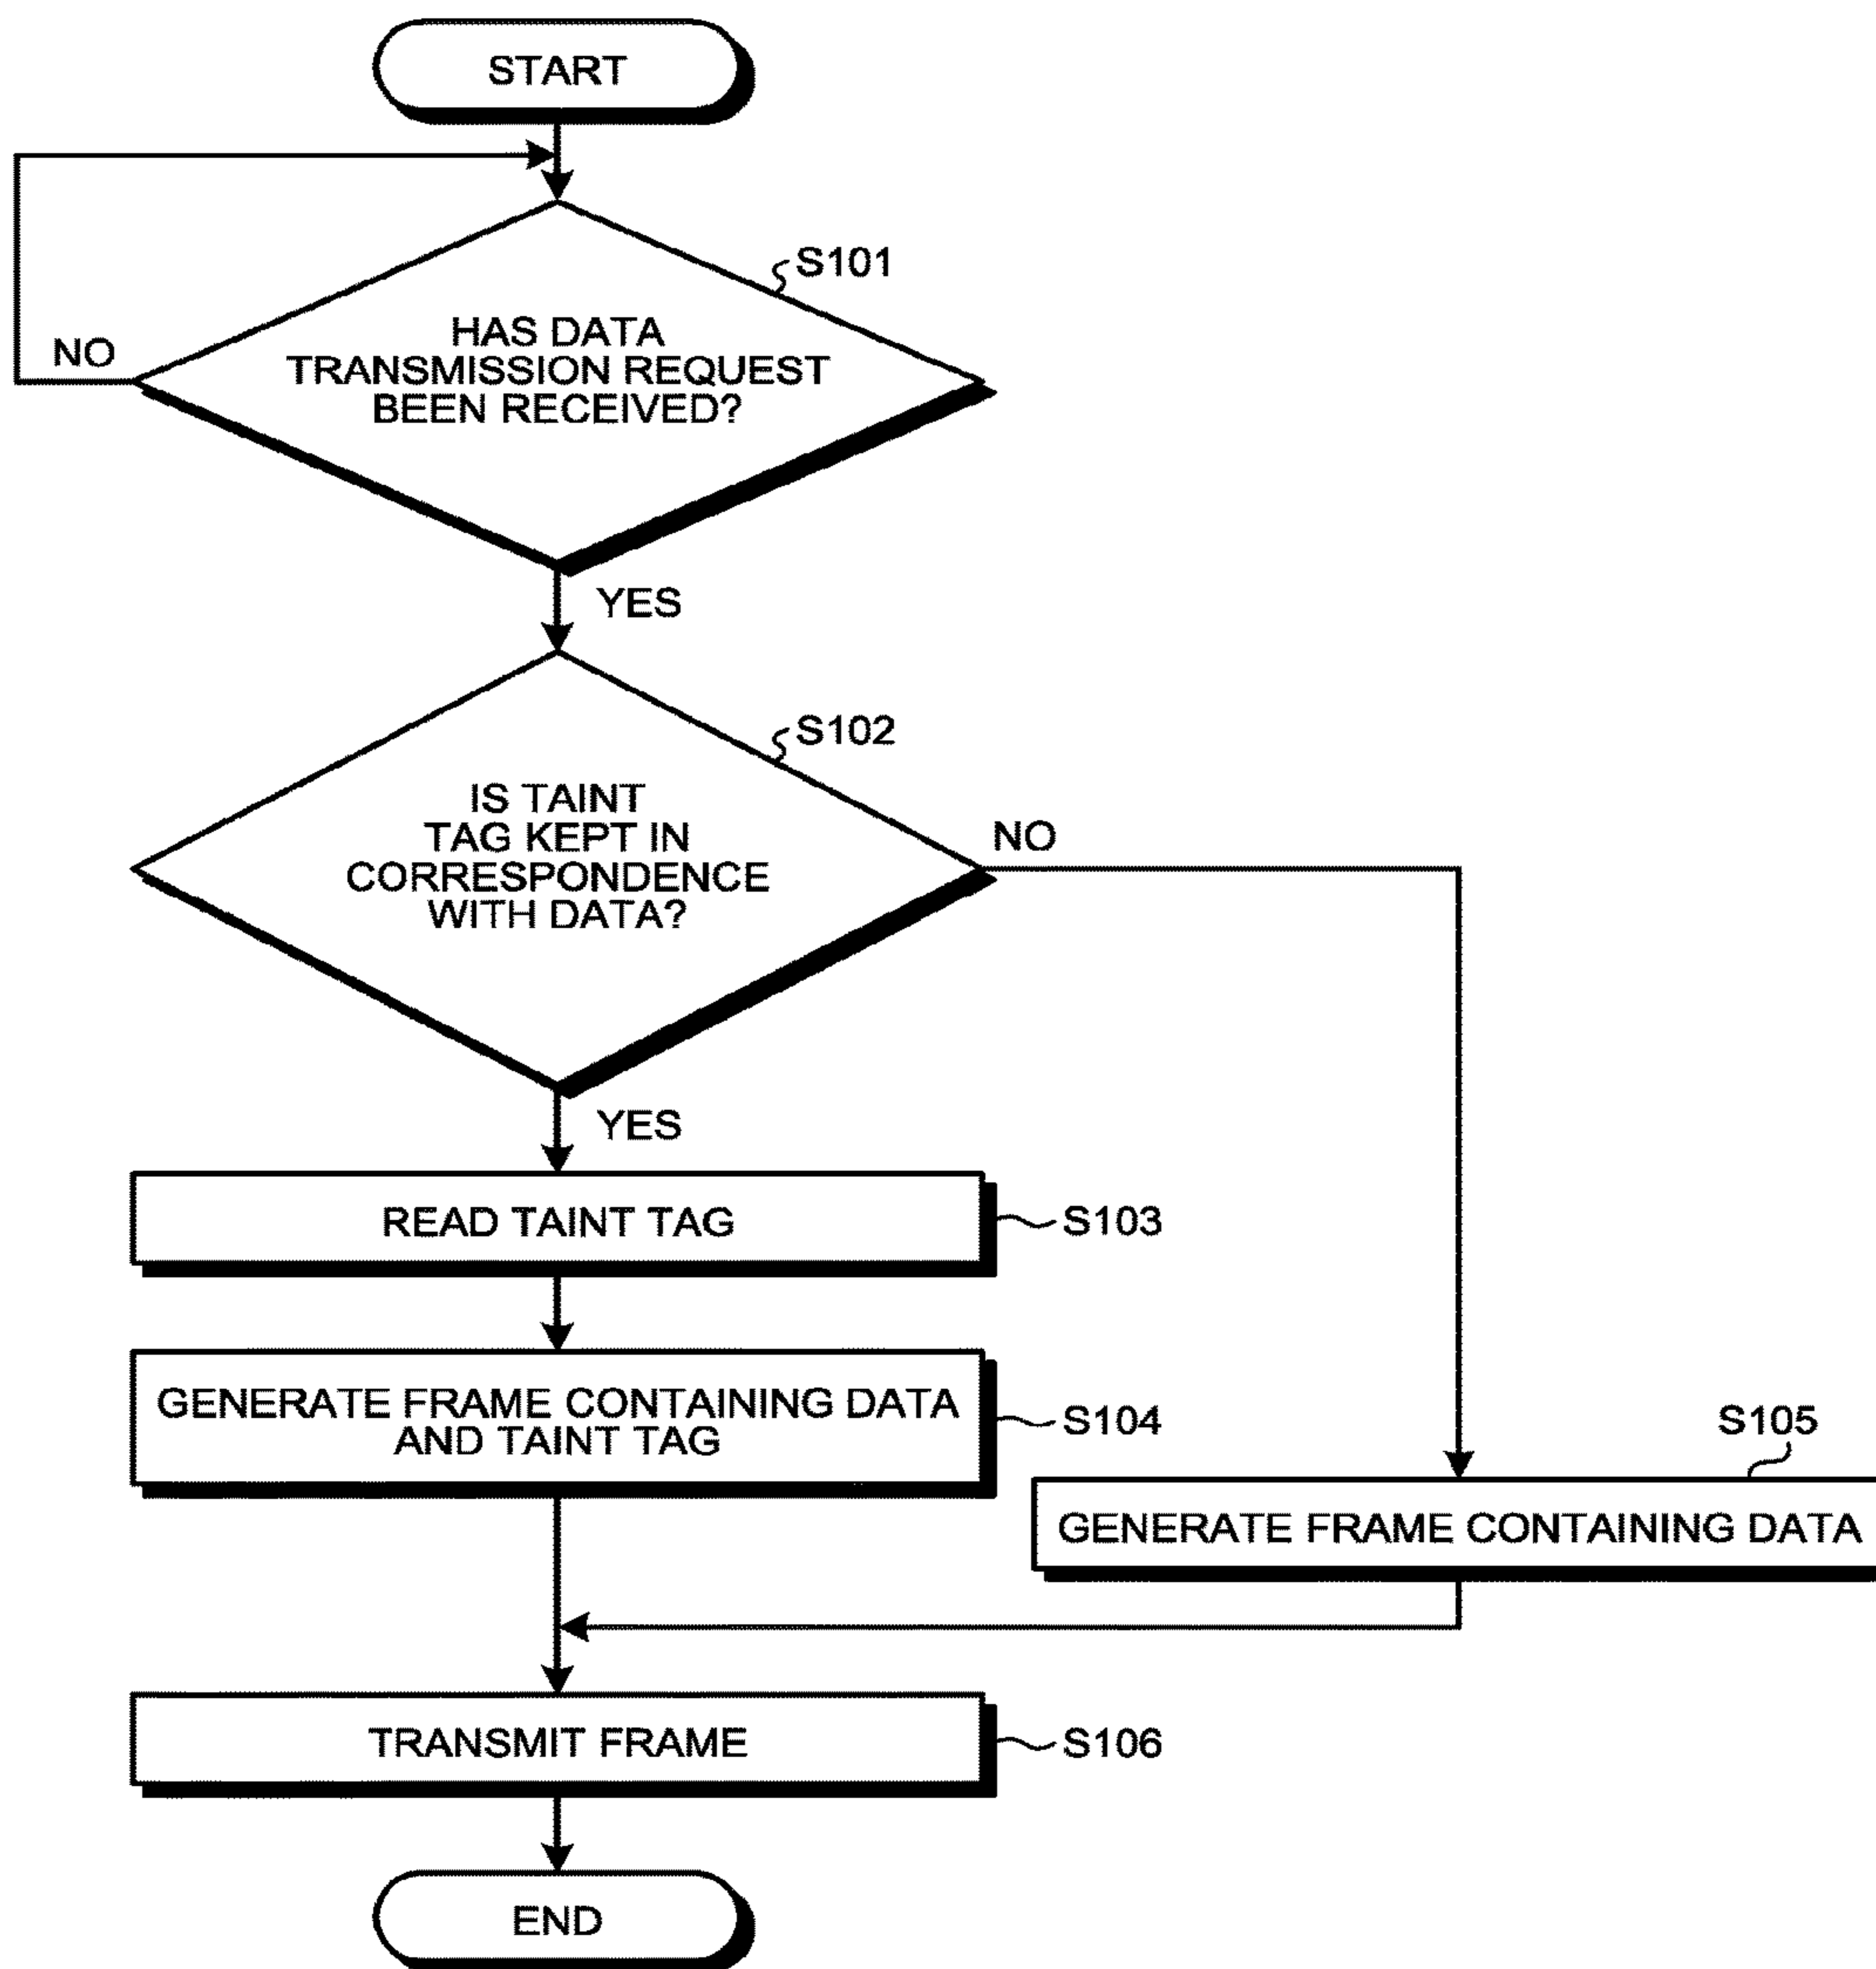 START
S101
HAS DATA
TRANSMISSION REQUEST
BEEN RECEIVED?
NO
YES
S102
IS TAINT
TAG KEPT IN
CORRESPONDENCE
WITH DATA?
NO
YES
READ TAINT TAG
S103
GENERATE FRAME CONTAINING DATA
AND TAINT TAG
S104
S105
GENERATE FRAME CONTAINING DATA
TRANSMIT FRAME
S106
END